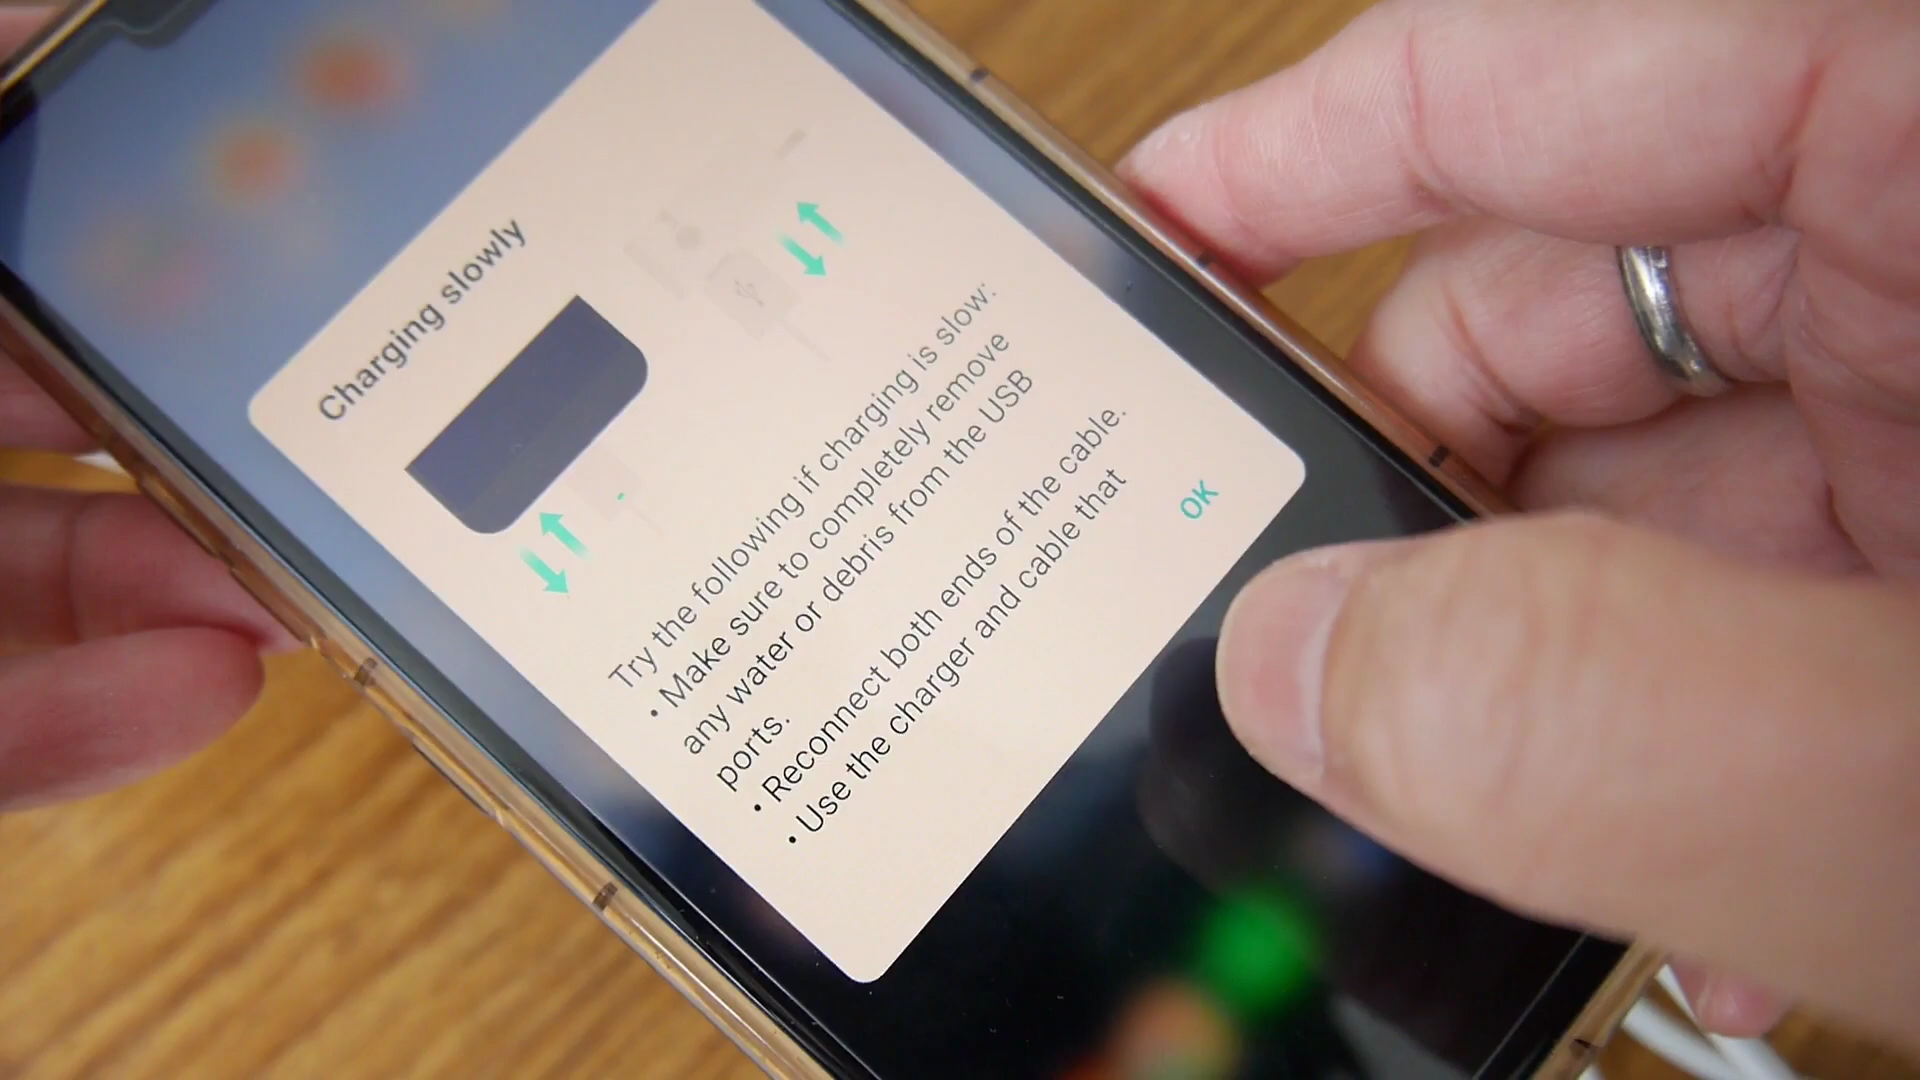 Charging slowly
Try the following if charging is slow:
• Make sure to completely remove
any water or debris from the USB
ports.
• Reconnect both ends of the cable.
• Use the charger and cable that
OK